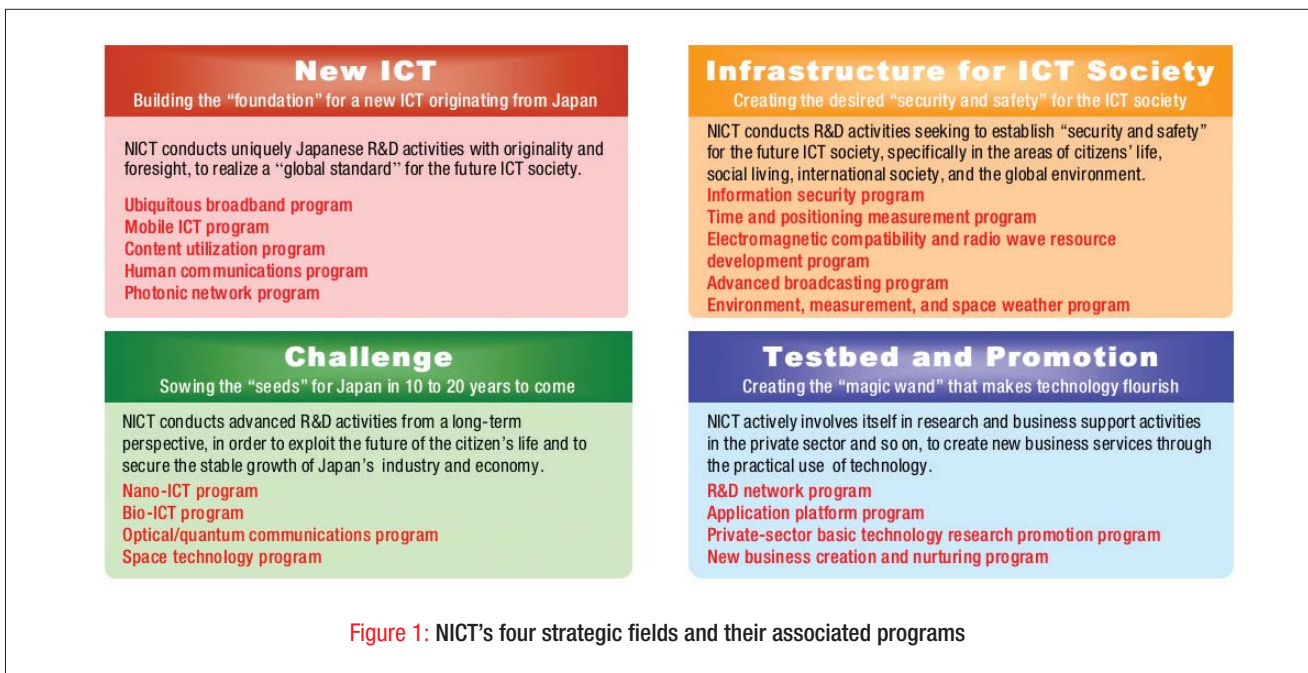 New ICT
Building the “foundation” for a new ICT originating from Japan
NICT conducts uniquely Japanese R&D activities with originality and
foresight, to realize a “global standard” for the future ICT society.
Ubiquitous broadband program
Mobile ICT program
Content utilization program
Human communications program
Photonic network program
Infrastructure for ICT Society
Creating the desired “security and safety” for the ICT society
NICT conducts R&D activities seeking to establish “security and safety”
for the future ICT society, specifically in the areas of citizens’ life,
social living, international society, and the global environment.
Information security program
Time and positioning measurement program
Electromagnetic compatibility and radio wave resource
development program
Advanced broadcasting program
Environment, measurement, and space weather program
Challenge
Sowing the “seeds” for Japan in 10 to 20 years to come
NICT conducts advanced R&D activities from a long-term
perspective, in order to exploit the future of the citizen’s life and to
secure the stable growth of Japan’s industry and economy.
Nano-ICT program
Bio-ICT program
Optical/quantum communications program
Space technology program
Testbed and Promotion
Creating the “magic wand” that makes technology flourish
NICT actively involves itself in research and business support activities
in the private sector and so on, to create new business services through
the practical use of technology.
R&D network program
Application platform program
Private-sector basic technology research promotion program
New business creation and nurturing program
Figure 1: NICT’s four strategic fields and their associated programs